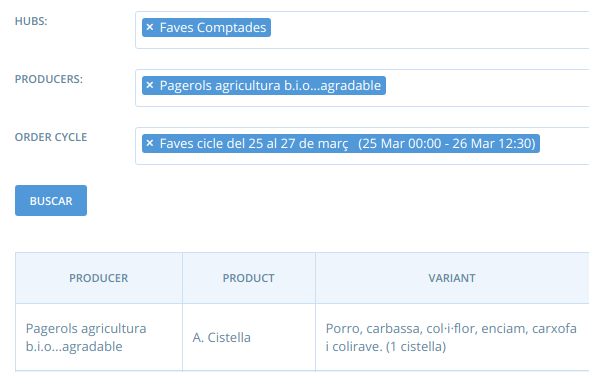 HUBS:
× Faves Comptades
PRODUCERS:
× Pagerols agricultura b.i.o...agradable
ORDER CYCLE
× Faves cicle del 25 al 27 de març (25 Mar 00:00 - 26 Mar 12:30)
BUSCAR
PRODUCER PRODUCT VARIANT
Pagerols agricultura
b.i.o...agradable
A. Cistella
Porro, carbassa, col·i·flor, enciam, carxofa
i colirave. (1 cistella)